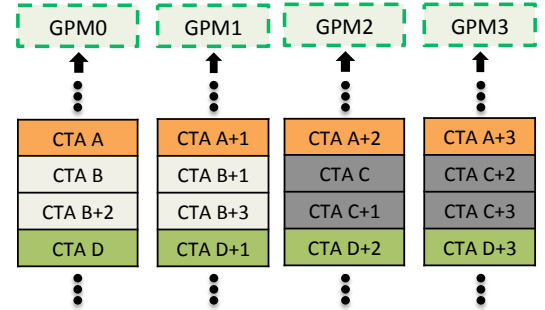 GPM0 GPM1 GPM2 GPM3
CTA A CTA A+1 CTA A+2 CTA A+3
CTA B CTA B+1 CTA C CTA C+2
CTA B+2 CTA B+3 CTA C+1 CTA C+3
CTA D CTA D+1 CTA D+2 CTA D+3